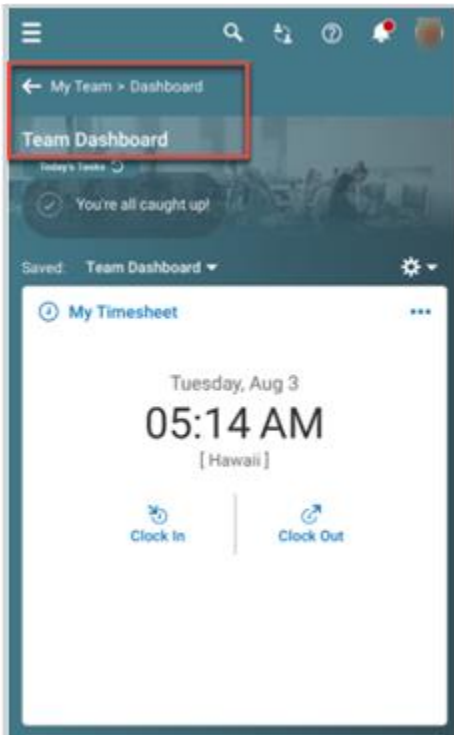 My Team > Dashboard
Team Dashboard
Today's Tasks
You're all caught up!
Saved: Team Dashboard
My Timesheet
Tuesday, Aug 3
05:14 AM
[ Hawaii ]
Clock In
Clock Out